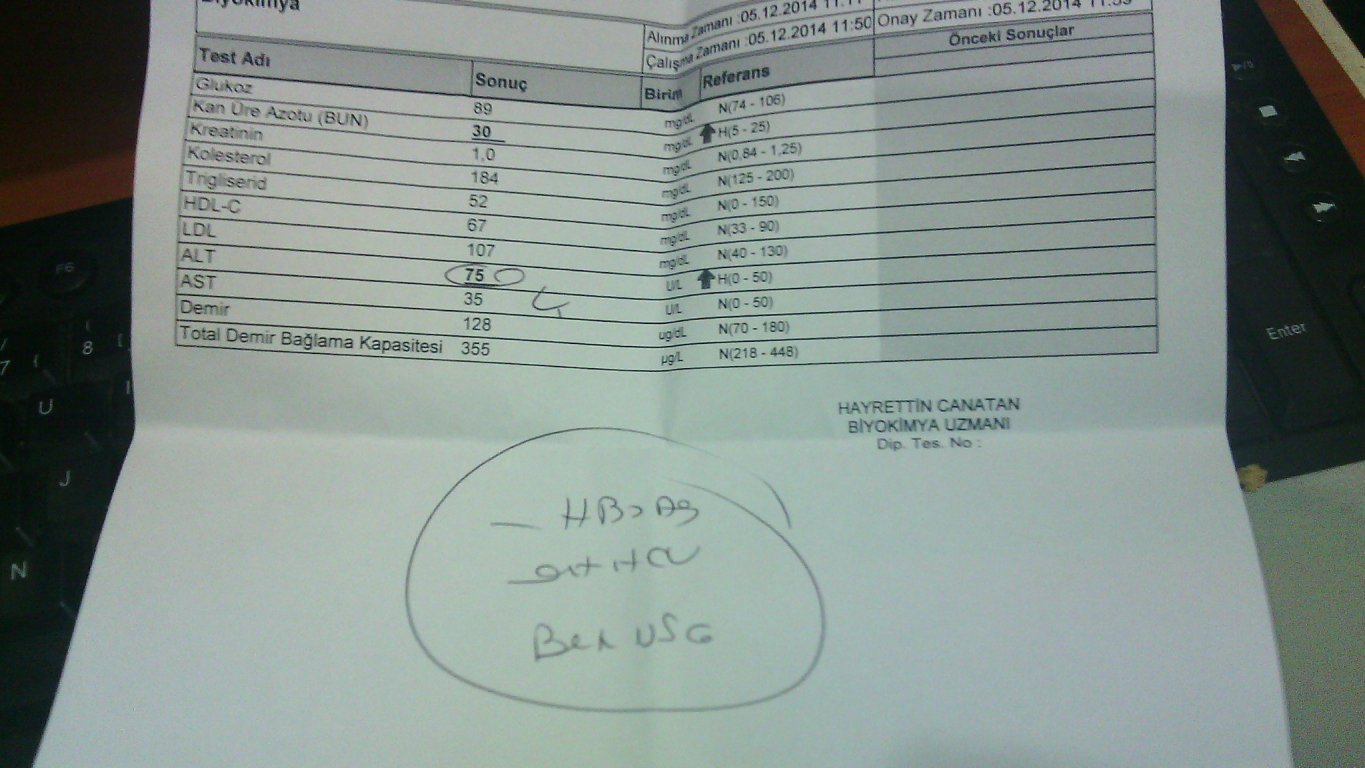 Biyokimya
Alınma Zamanı :05.12.2014
Çalışma Zamanı :05.12.2014 11:50 Onay Zamanı :05.12.2014
Test Adı Sonuç Birim Referans Önceki Sonuçlar
Glukoz 89 mg/dL N(74 - 106)
Kan Üre Azotu (BUN) 30 mg/dL H(5 - 25)
Kreatinin 1,0 mg/dL N(0,84 - 1,25)
Kolesterol 184 mg/dL N(125 - 200)
Trigliserid 52 mg/dL N(0 - 150)
HDL-C 67 mg/dL N(33 - 90)
LDL 107 mg/dL N(40 - 130)
ALT 75 U/L H(0 - 50)
AST 35 U/L N(0 - 50)
Demir 128 ug/dL N(70 - 180)
Total Demir Bağlama Kapasitesi 355 µg/L N(218 - 448)
HAYRETTİN CANATAN
BİYOKİMYA UZMANI
Dip. Tes. No :
— HBsAg
USG
F6
8
7
U
J
N
Enter